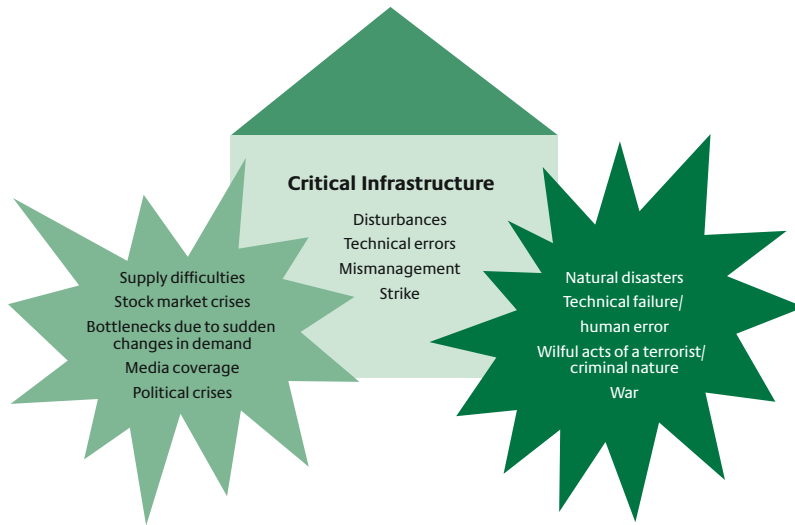 Critical Infrastructure
Disturbances
Technical errors
Mismanagement
Strike
Supply difficulties
Stock market crises
Bottlenecks due to sudden
changes in demand
Media coverage
Political crises
Natural disasters
Technical failure/
human error
Wilful acts of a terrorist/
criminal nature
War